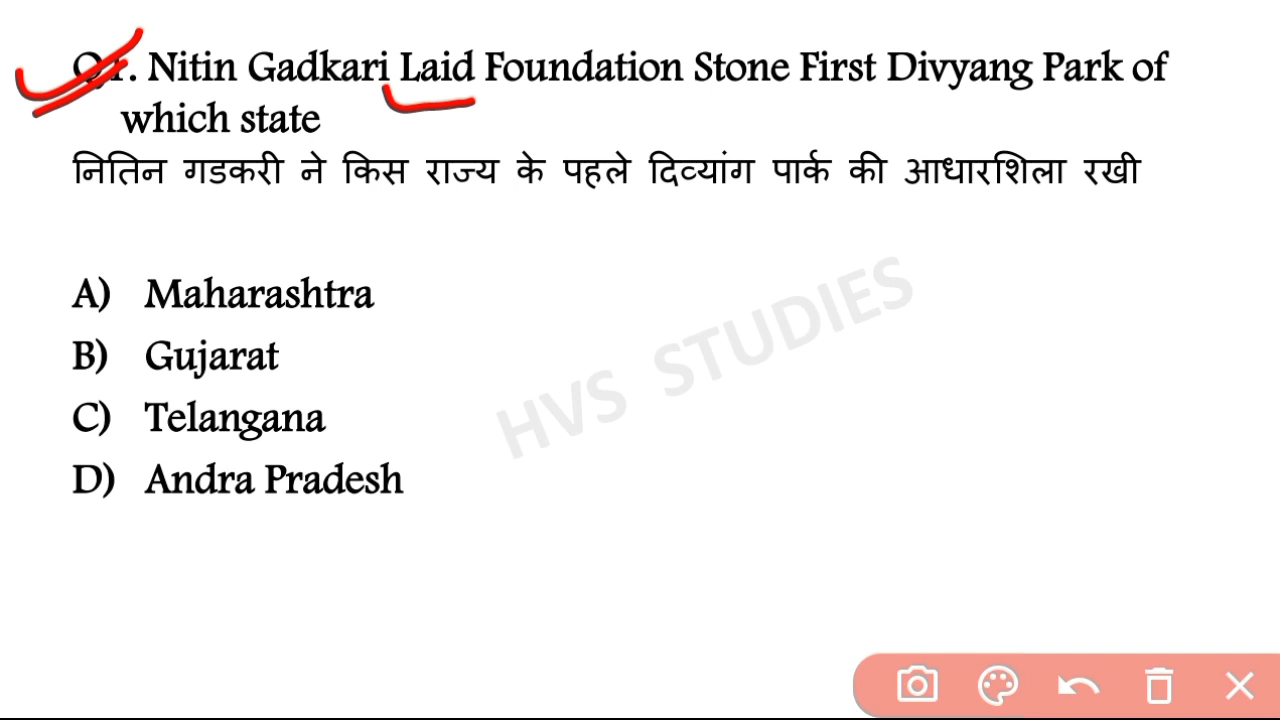 Q1. Nitin Gadkari Laid Foundation Stone First Divyang Park of
which state
नितिन गडकरी ने किस राज्य के पहले दिव्यांग पार्क की आधारशिला रखी
A) Maharashtra
B) Gujarat
C) Telangana
D) Andra Pradesh
HVS STUDIES